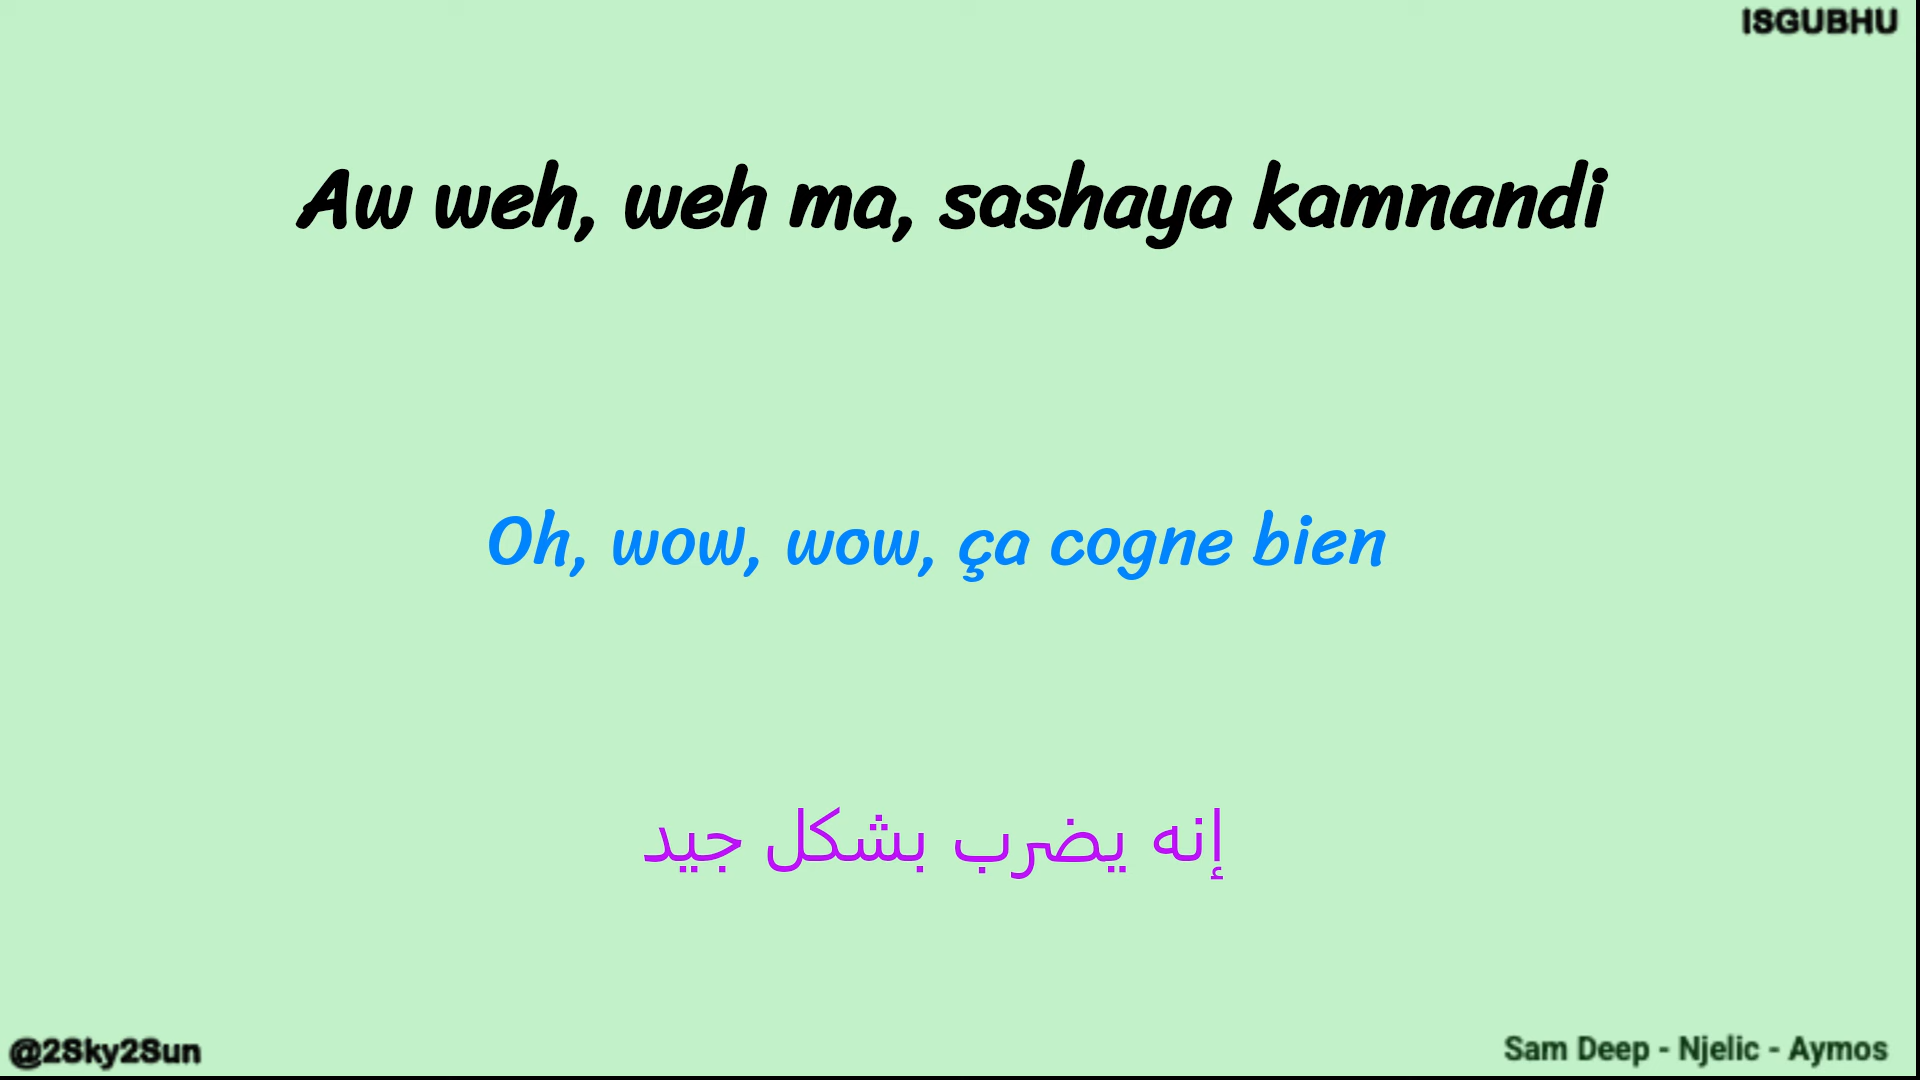 ISGUBHU
Aw weh, weh ma, sashaya kamnandi
Oh, wow, wow, ça cogne bien
إنه يضرب بشكل جيد
@2Sky2Sun
Sam Deep - Njelic - Aymos